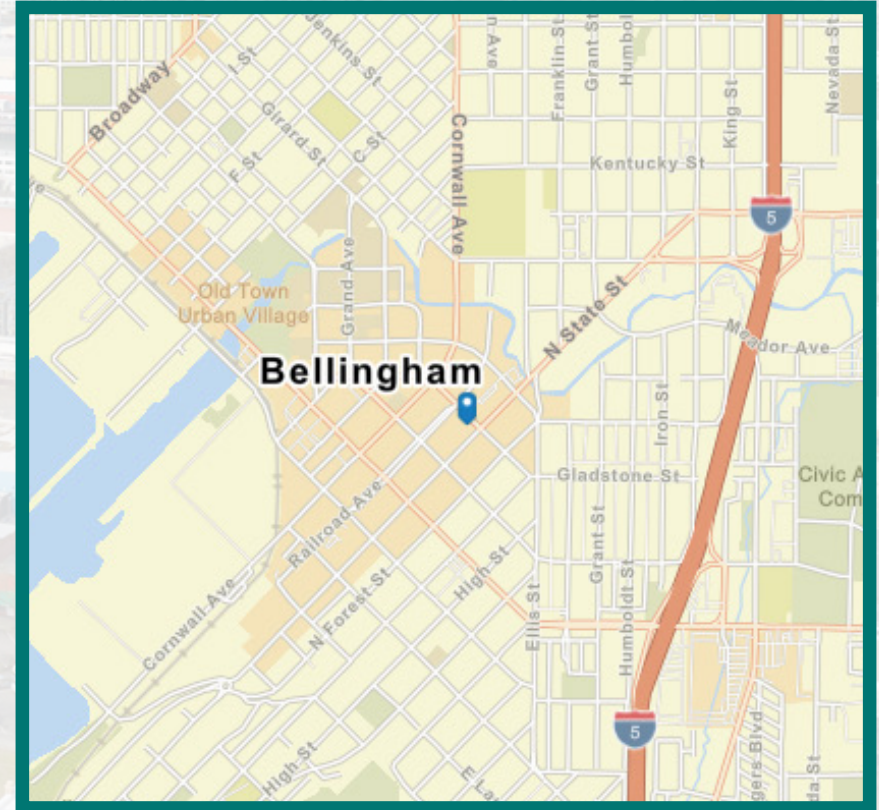 Jenkins St
Franklin St
Grant St
Nevada St
I St
Broadway
Girard St
C St
F St
Cornwall Ave
King St
Kentucky St
5
Grand Ave
Old Town
Urban Village
N State St
Meador Ave
Bellingham
Iron St
Gladstone St
Railroad Ave
Grant St
High St
N Forest St
Ellis St
Humboldt St
Cornwall Ave
5
High St